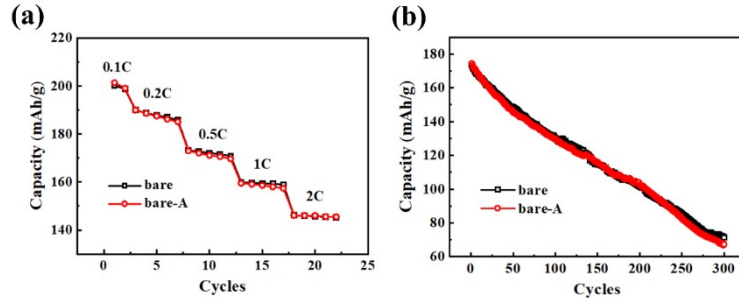 (a)
220
200
180
160
140
Capacity (mAh/g)
0.1C
0.2C
0.5C
1C
2C
bare
bare-A
0 5 10 15 20 25
Cycles
(b)
180
160
140
120
100
80
60
Capacity (mAh/g)
bare
bare-A
0 50 100 150 200 250 300
Cycles